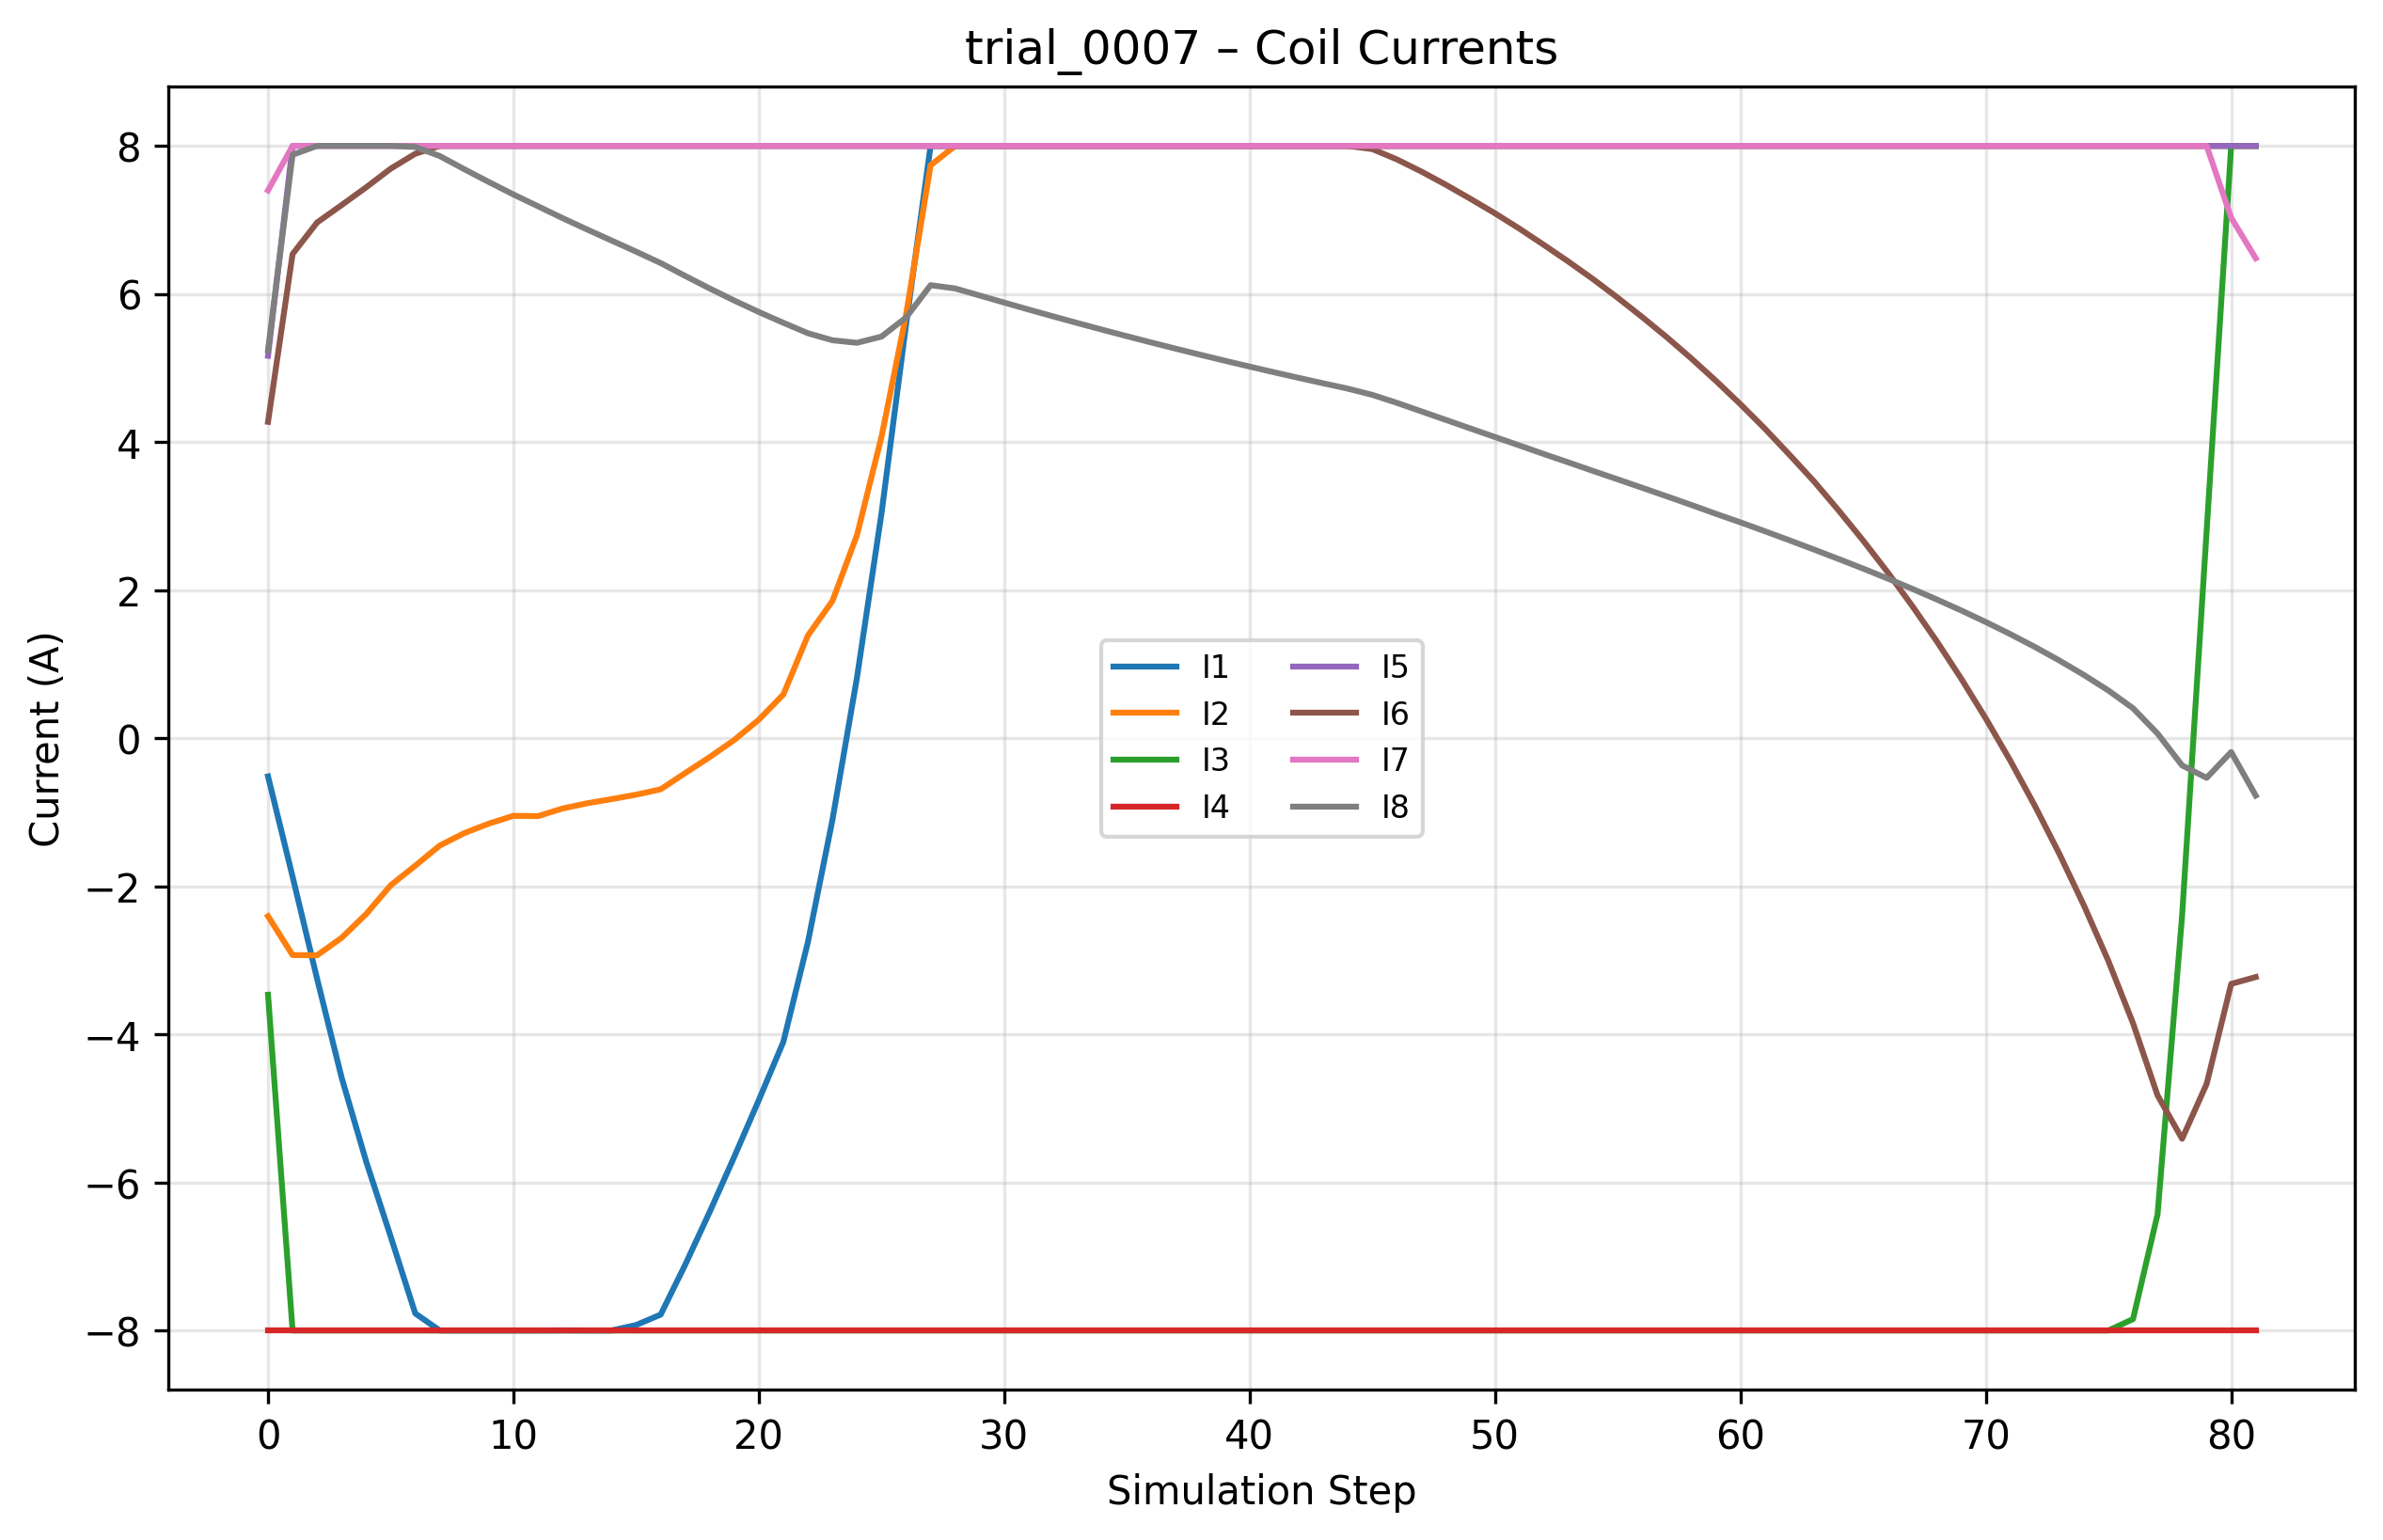 trial_0007 – Coil Currents
Current (A)
8
6
4
2
0
−2
−4
−6
−8
I1
I2
I3
I4
I5
I6
I7
I8
0 10 20 30 40 50 60 70 80
Simulation Step